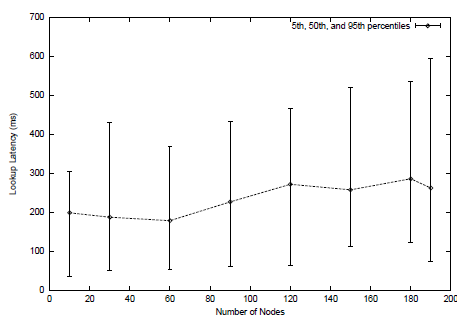 700
600
500
400
300
200
100
0
Lookup Latency (ms)
5th, 50th, and 95th percentiles
0 20 40 60 80 100 120 140 160 180 200
Number of Nodes